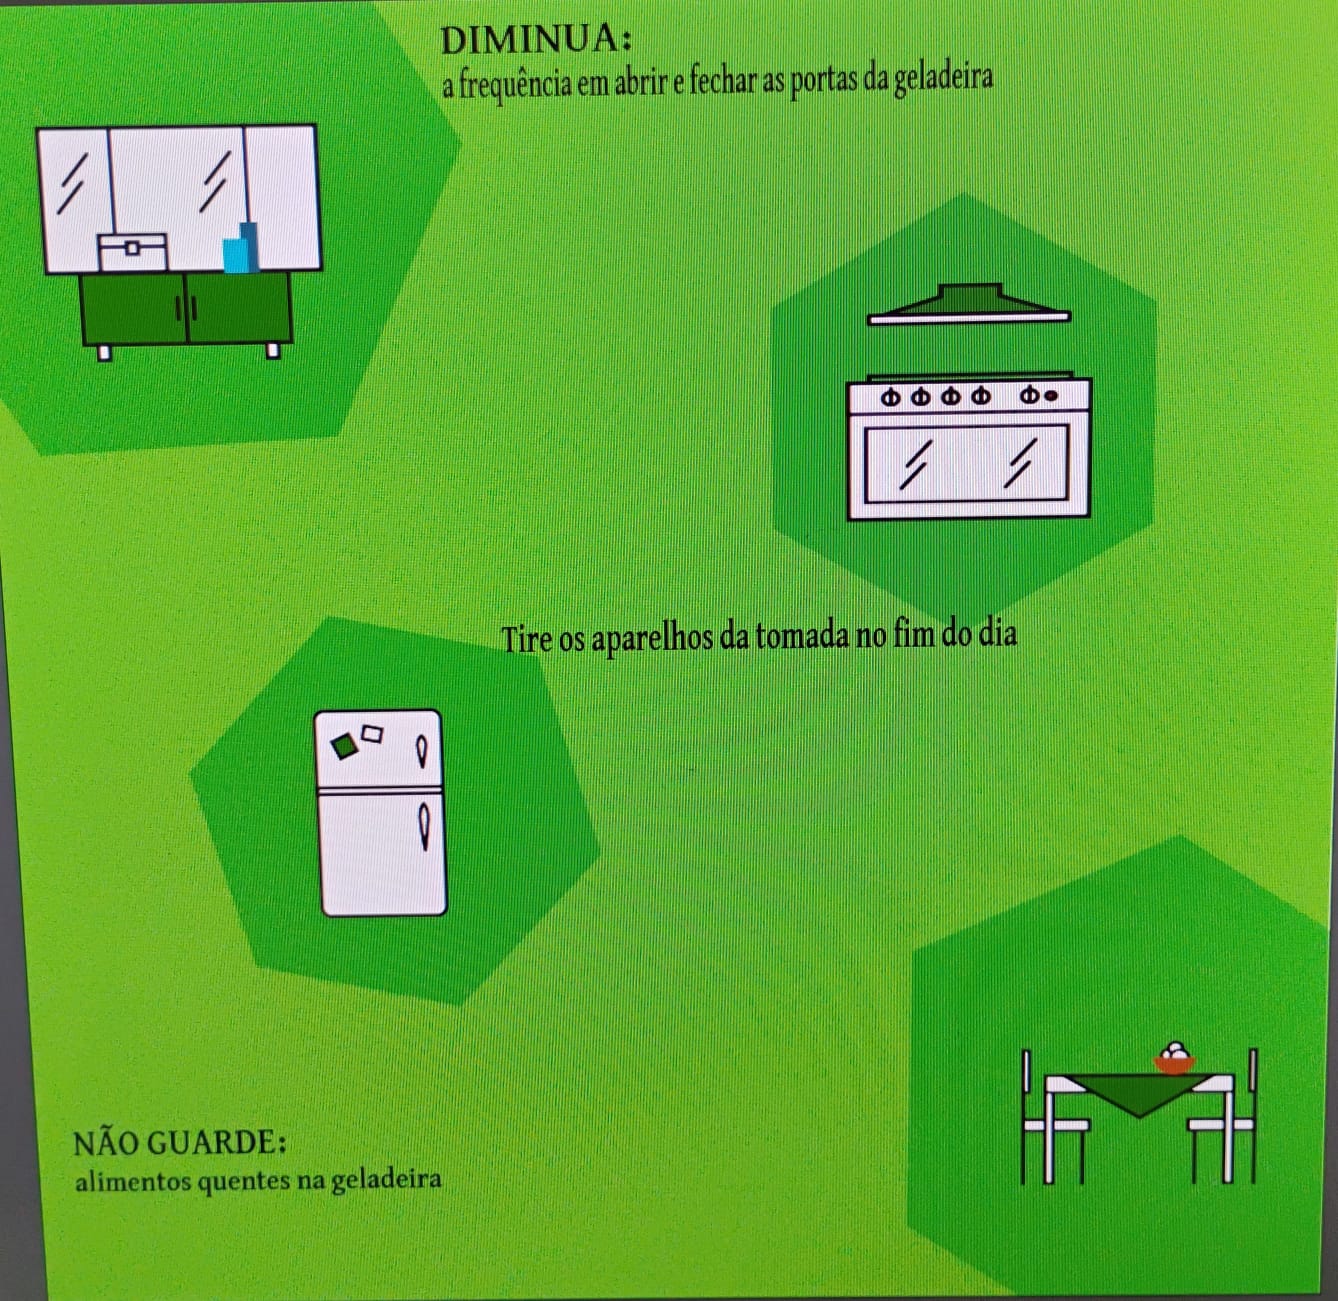 DIMINUA:
a frequência em abrir e fechar as portas da geladeira
Tire os aparelhos da tomada no fim do dia
NÃO GUARDE:
alimentos quentes na geladeira